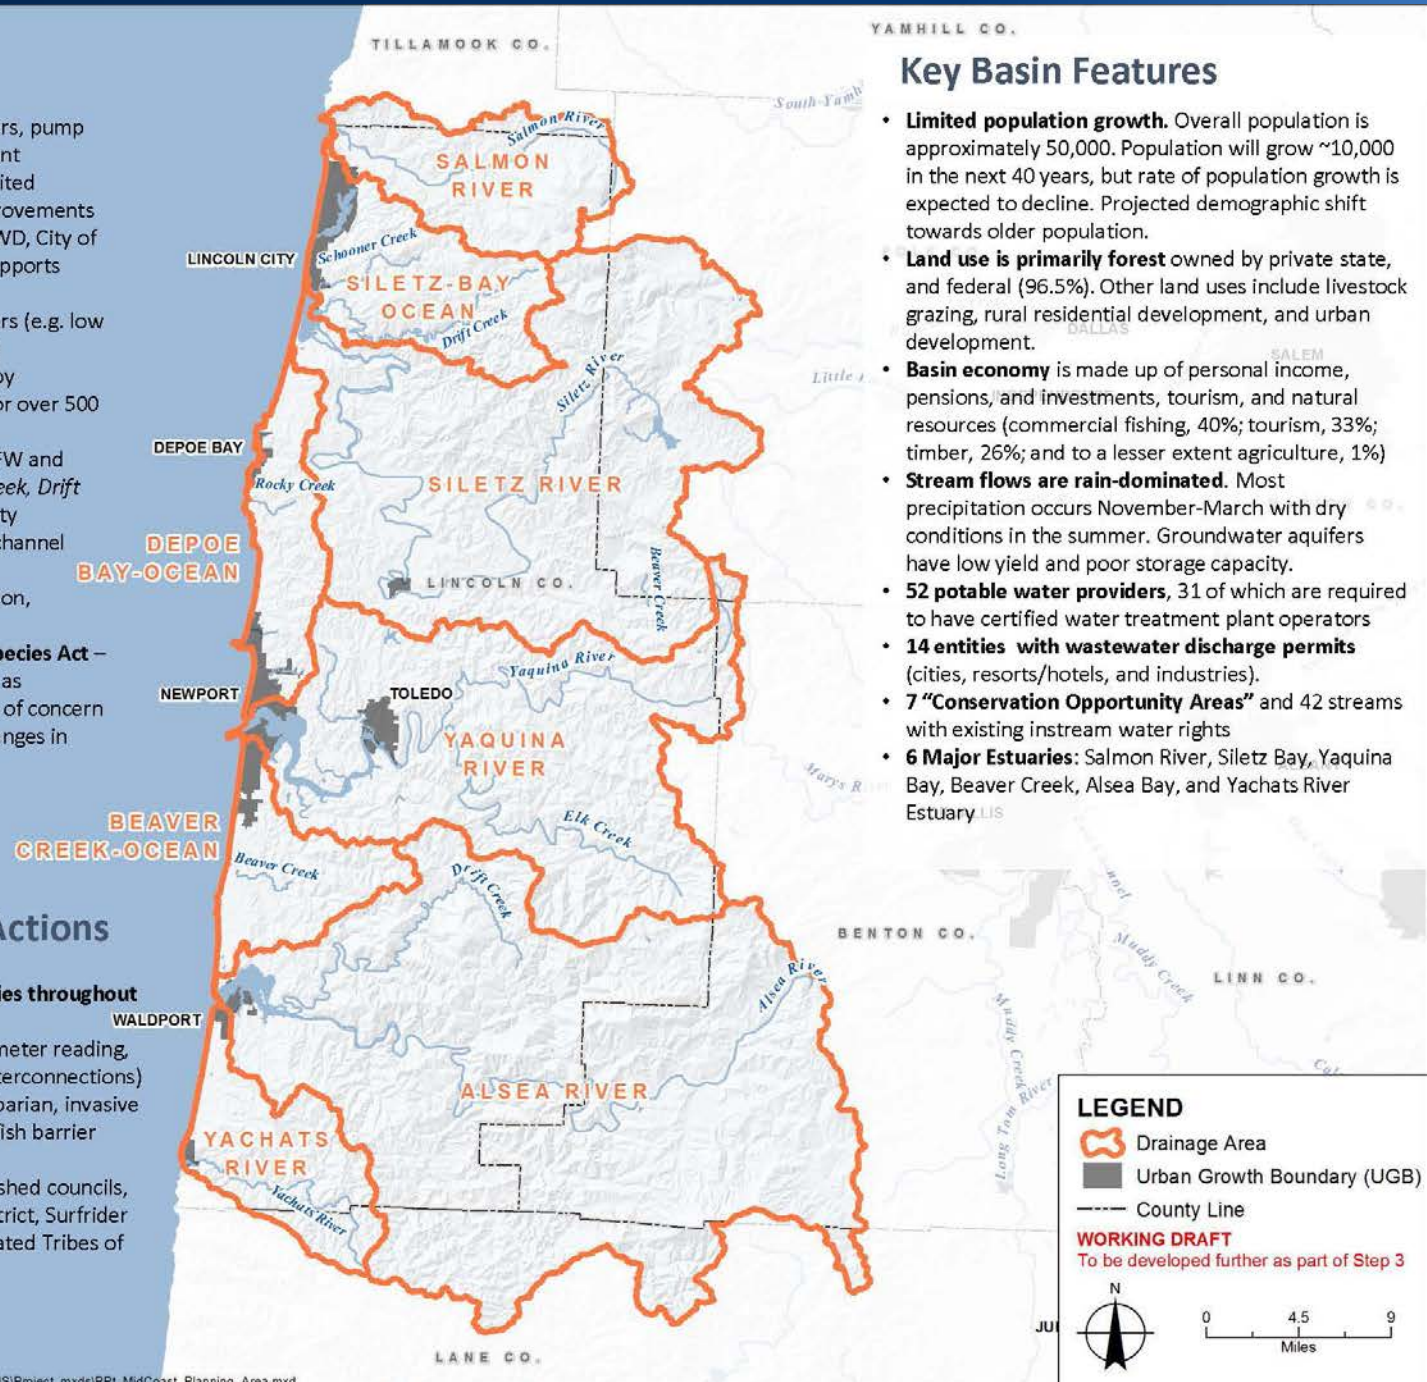 TILLAMOOK CO.
YAMHILL CO.
Key Basin Features
• Limited population growth. Overall population is
approximately 50,000. Population will grow ~10,000
in the next 40 years, but rate of population growth is
expected to decline. Projected demographic shift
towards older population.
• Land use is primarily forest owned by private state,
and federal (96.5%). Other land uses include livestock
grazing, rural residential development, and urban
development.
• Basin economy is made up of personal income,
pensions, and investments, tourism, and natural
resources (commercial fishing, 40%; tourism, 33%;
timber, 26%; and to a lesser extent agriculture, 1%)
• Stream flows are rain-dominated. Most
precipitation occurs November-March with dry
conditions in the summer. Groundwater aquifers
have low yield and poor storage capacity.
• 52 potable water providers, 31 of which are required
to have certified water treatment plant operators
• 14 entities with wastewater discharge permits
(cities, resorts/hotels, and industries).
• 7 “Conservation Opportunity Areas” and 42 streams
with existing instream water rights
• 6 Major Estuaries: Salmon River, Siletz Bay, Yaquina
Bay, Beaver Creek, Alsea Bay, and Yachats River
Estuary
rs, pump
nt
ited
rovements
WD, City of
pports
rs (e.g. low
by
or over 500
FW and
eek, Drift
ty
channel
on,
pecies Act –
as
of concern
nges in
Actions
ies throughout
meter reading,
terconnections)
parian, invasive
fish barrier
shed councils,
trict, Surfrider
ated Tribes of
South Yamh
Salmon River
SALMON
RIVER
LINCOLN CITY
Schooner Creek
SILETZ-BAY
OCEAN
Drift Creek
DALLAS
SALEM
Little
Siletz River
DEPOE BAY
Rocky Creek
SILETZ RIVER
DEPOE
BAY-OCEAN
LINCOLN CO.
Beaver Creek
Yaquina River
NEWPORT
TOLEDO
YAQUINA
RIVER
Marys R
BEAVER
CREEK-OCEAN
Elk Creek
Beaver Creek
Drift Creek
BENTON CO.
Muddy Creek
LINN CO.
Alsea River
WALDPORT
Muddy Creek
Long Tom River
ALSEA RIVER
YACHATS
RIVER
Yachats River
LANE CO.
JU
LEGEND
Drainage Area
Urban Growth Boundary (UGB)
County Line
WORKING DRAFT
To be developed further as part of Step 3
N
0 4.5 9
Miles